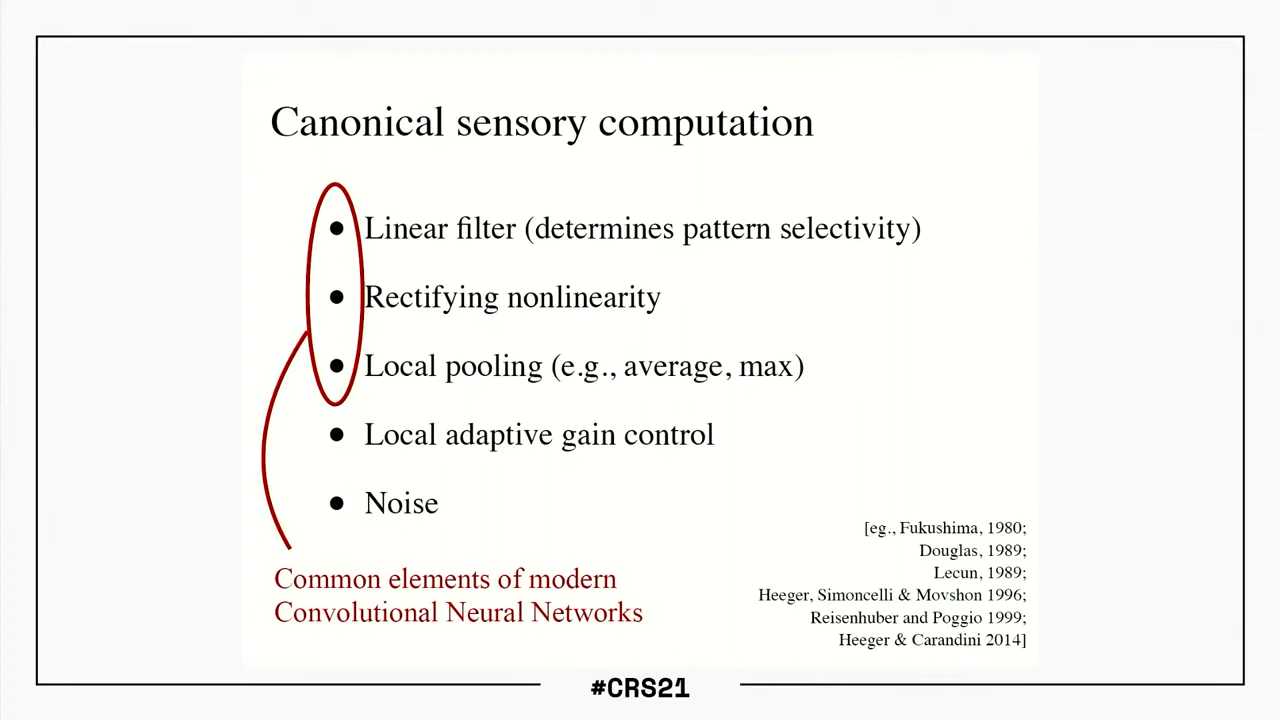 Canonical sensory computation
● Linear filter (determines pattern selectivity)
● Rectifying nonlinearity
● Local pooling (e.g., average, max)
● Local adaptive gain control
● Noise
Common elements of modern
Convolutional Neural Networks
[eg., Fukushima, 1980;
Douglas, 1989;
Lecun, 1989;
Heeger, Simoncelli & Movshon 1996;
Reisenhuber and Poggio 1999;
Heeger & Carandini 2014]
#CRS21